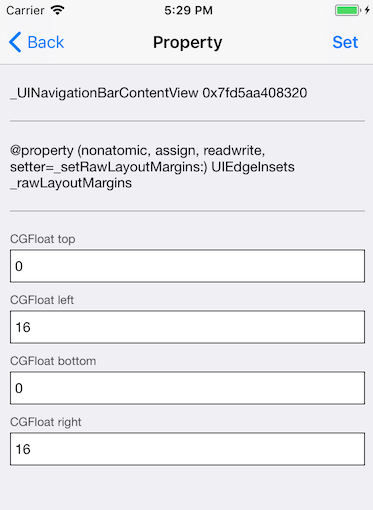 Carrier 5:29 PM
Back Property Set
_UINavigationBarContentView 0x7fd5aa408320
@property (nonatomic, assign, readwrite,
setter=_setRawLayoutMargins:) UIEdgeInsets
_rawLayoutMargins
CGFloat top
0
CGFloat left
16
CGFloat bottom
0
CGFloat right
16